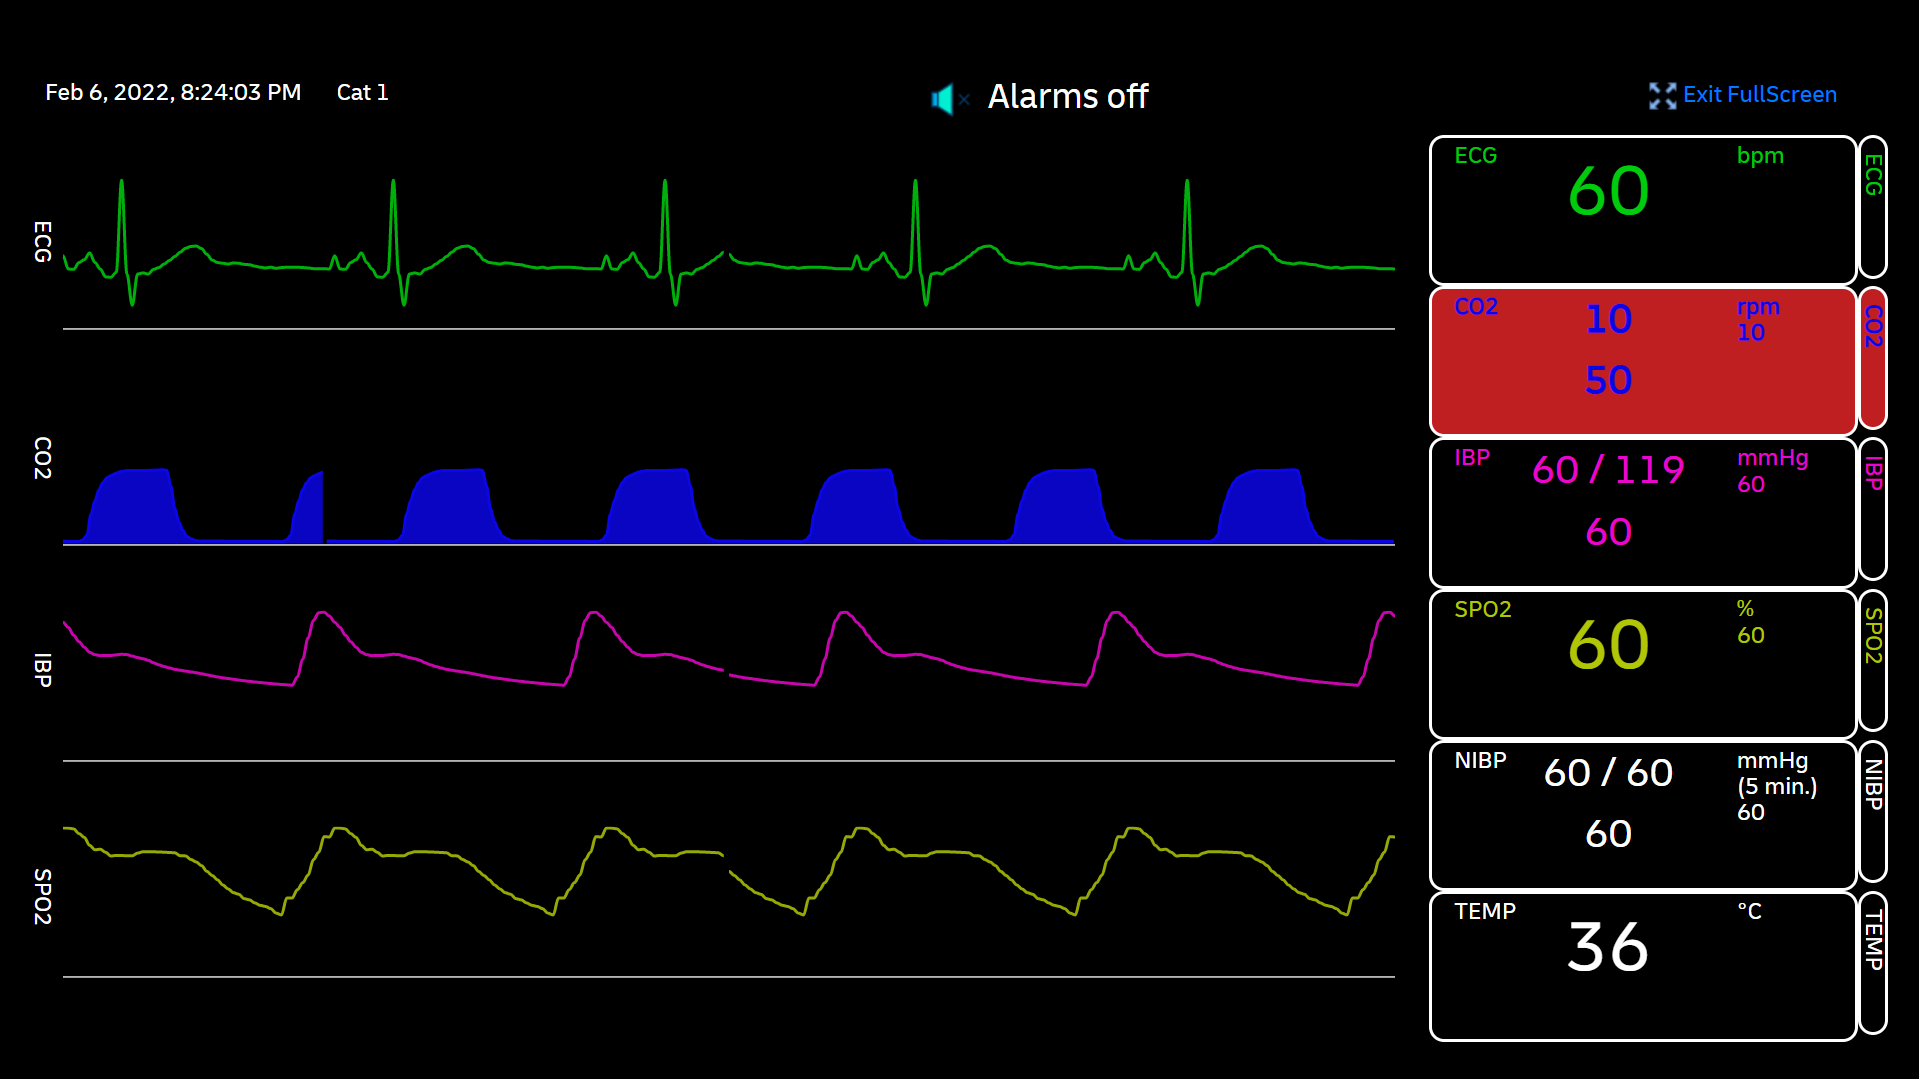 Feb 6, 2022, 8:24:03 PM Cat 1
Alarms off
Exit FullScreen
ECG
CO2
IBP
SPO2
ECG 60 bpm
ECG
CO2 10 rpm
10
50
CO2
IBP 60 / 119 mmHg
60
60
IBP
SPO2 60 %
60
SPO2
NIBP 60 / 60 mmHg
(5 min.)
60
60
NIBP
TEMP 36 °C
TEMP